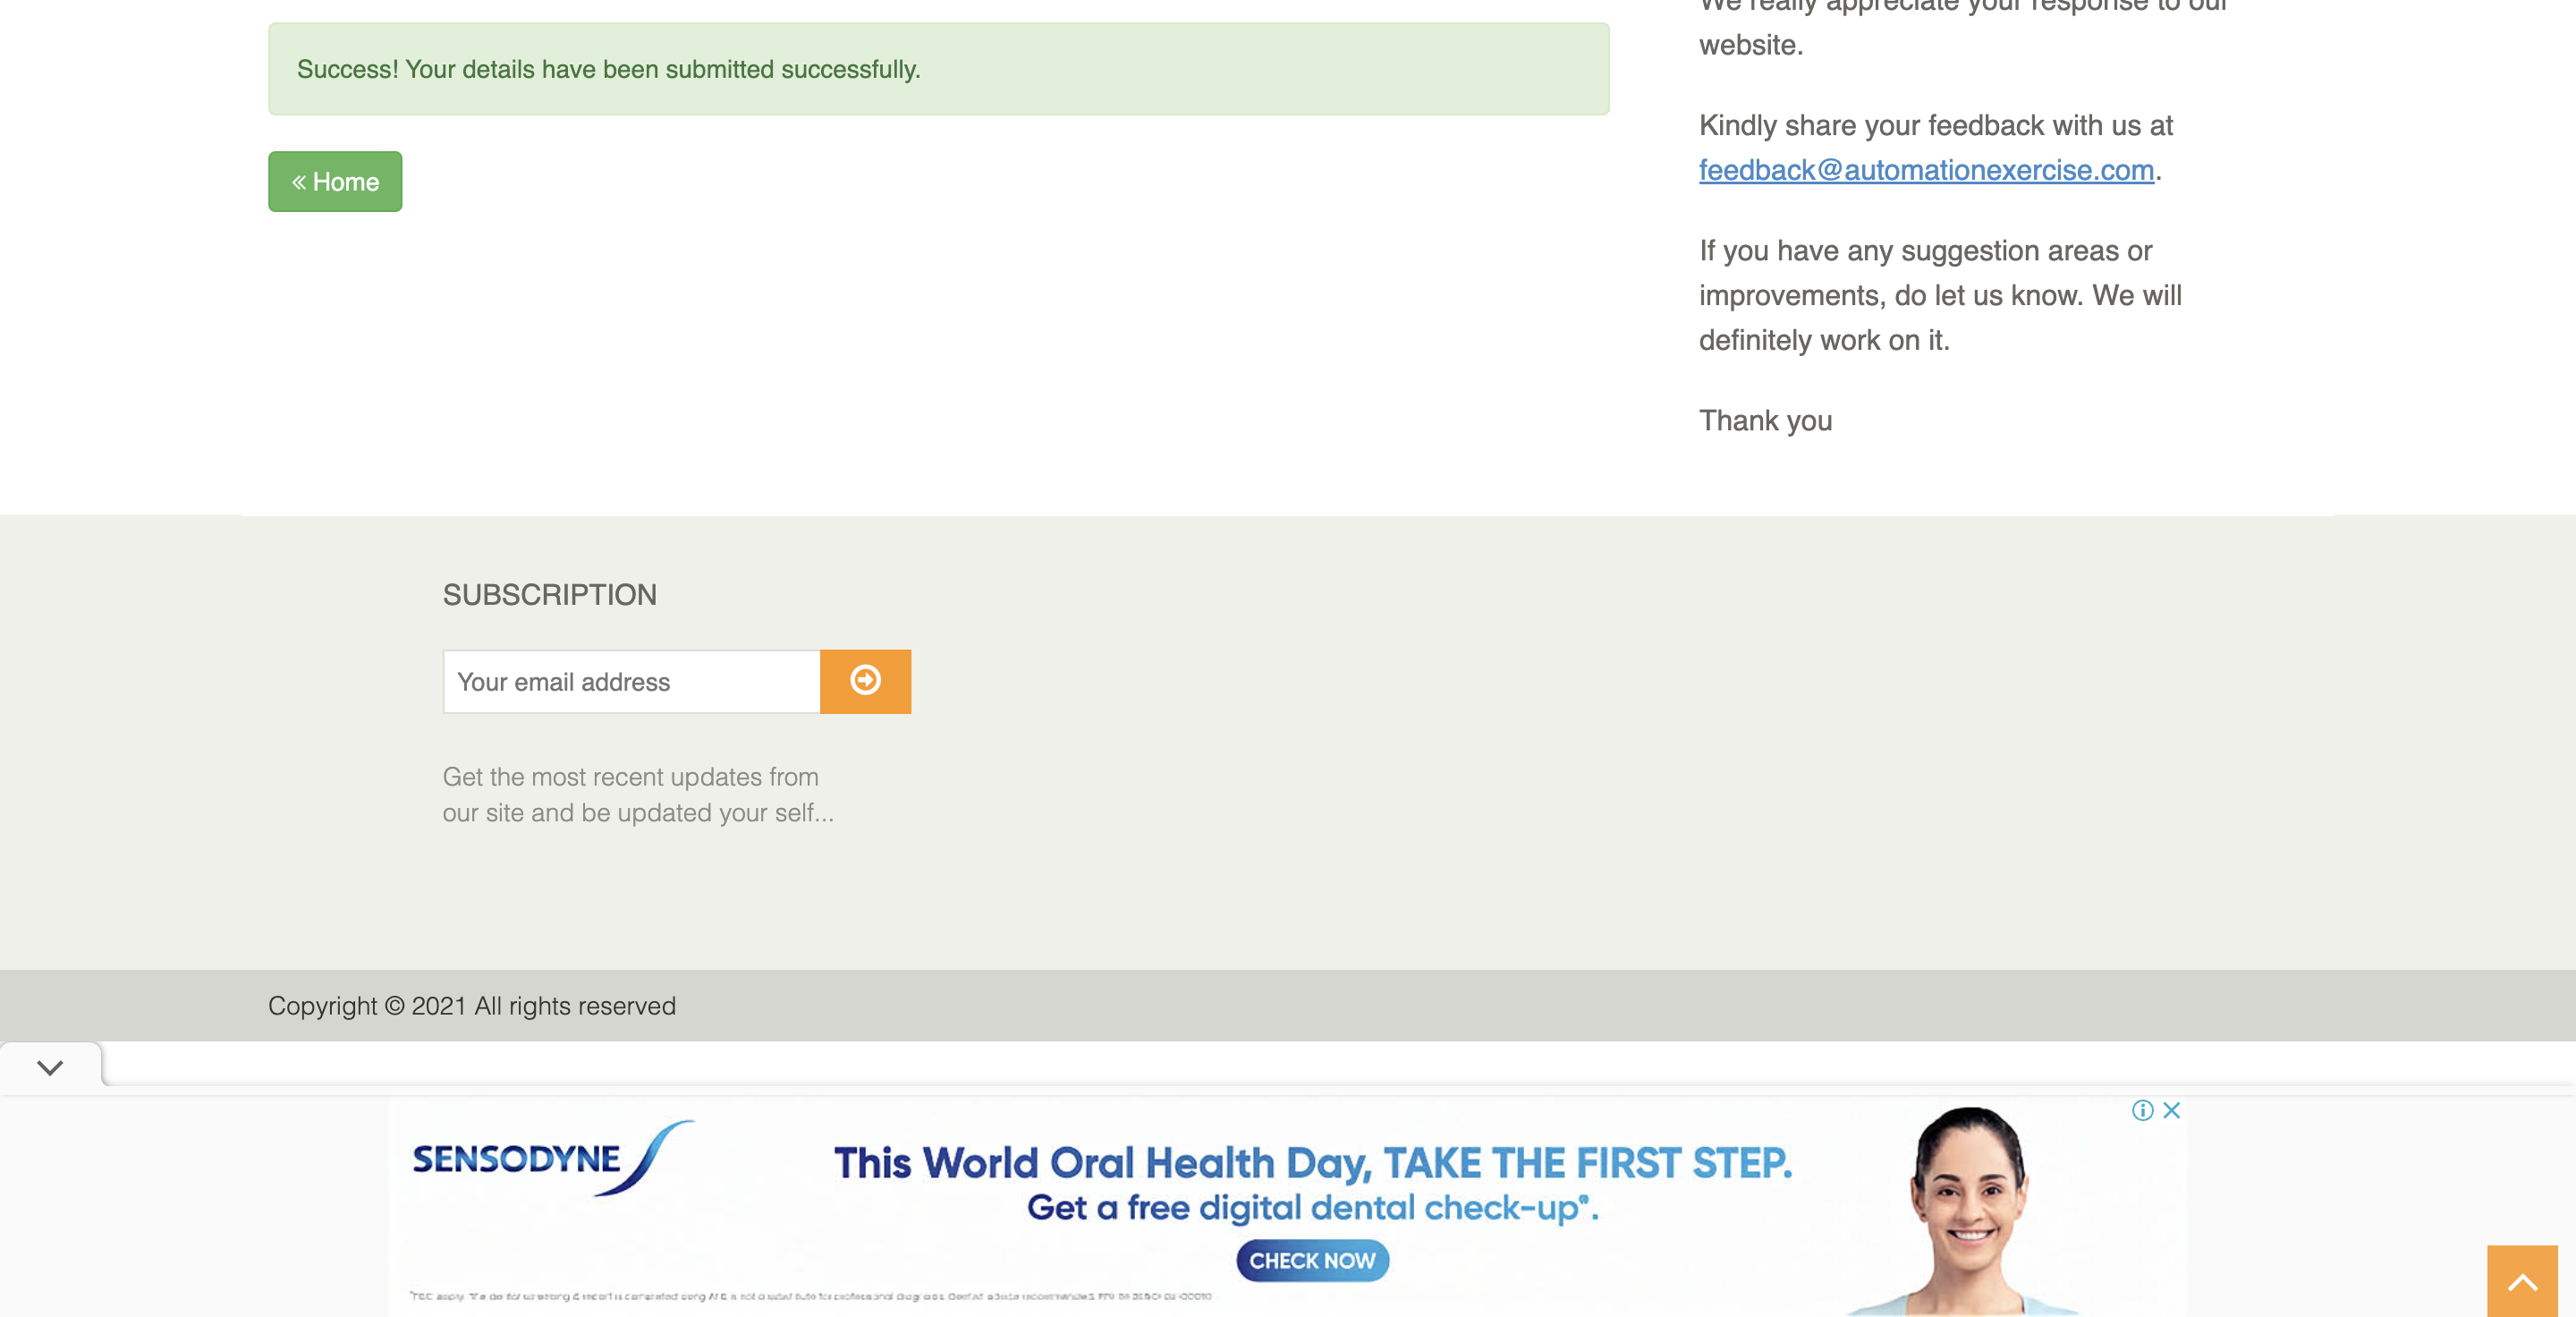 We really appreciate your response to our
website.
Success! Your details have been submitted successfully.
Kindly share your feedback with us at
feedback@automationexercise.com.
« Home
If you have any suggestion areas or
improvements, do let us know. We will
definitely work on it.
Thank you
SUBSCRIPTION
Your email address
Get the most recent updates from
our site and be updated your self...
Copyright © 2021 All rights reserved
SENSODYNE
This World Oral Health Day, TAKE THE FIRST STEP.
Get a free digital dental check-up*.
CHECK NOW